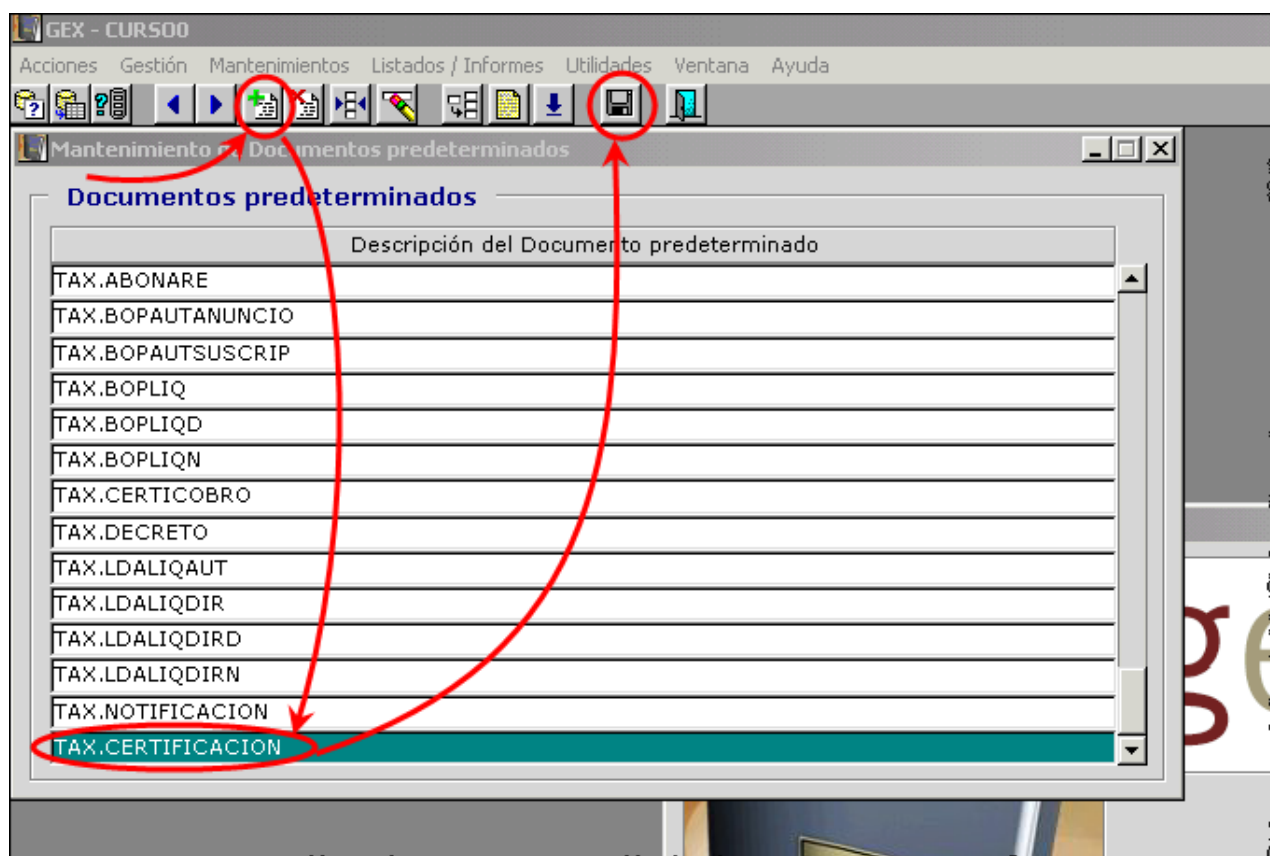 GEX - CURSO0
Acciones Gestión Mantenimientos Listados / Informes Utilidades Ventana Ayuda
Mantenimiento de Documentos predeterminados
Documentos predeterminados
Descripción del Documento predeterminado
TAX.ABONARE
TAX.BOPAUTANUNCIO
TAX.BOPAUTSUSCRIP
TAX.BOPLIQ
TAX.BOPLIQD
TAX.BOPLIQN
TAX.CERTICOBRO
TAX.DECRETO
TAX.LDALIQAUT
TAX.LDALIQDIR
TAX.LDALIQDIRD
TAX.LDALIQDIRN
TAX.NOTIFICACION
TAX.CERTIFICACION
ge